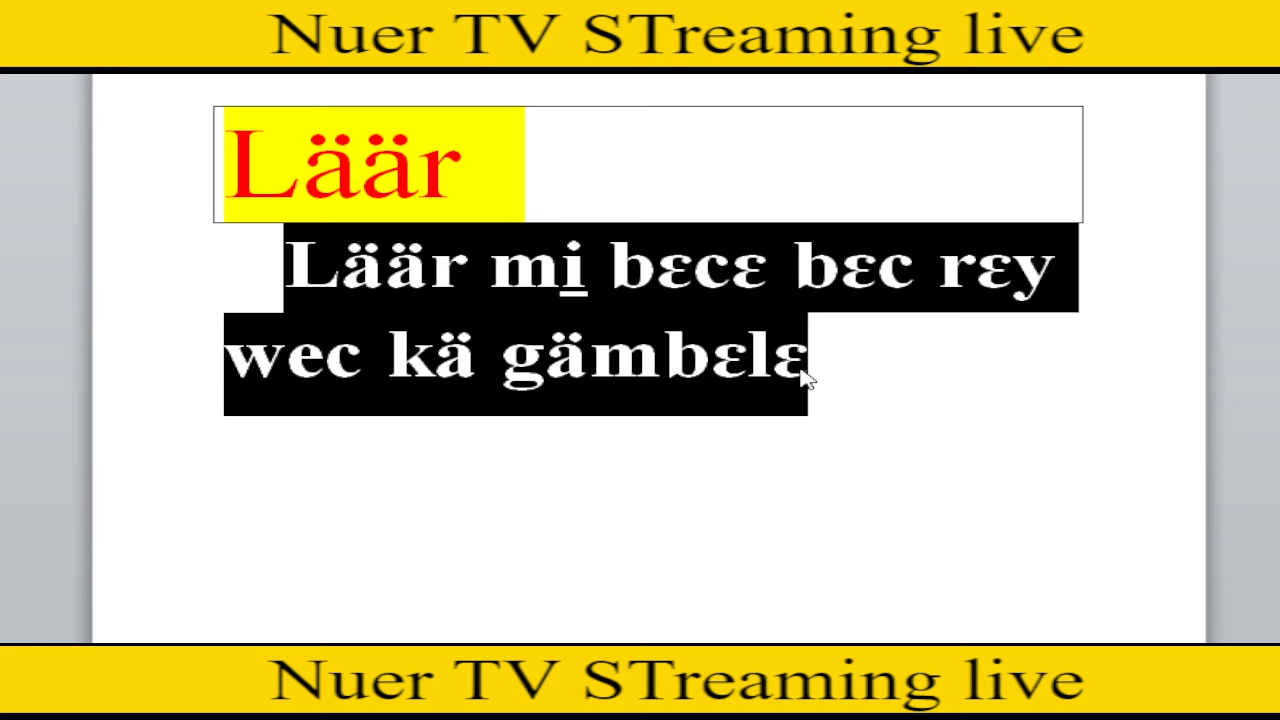 Nuer TV STreaming live
Läär
Läär mi̲ bɛcɛ bɛc rɛy
wec kä gämbɛlɛ
Nuer TV STreaming live